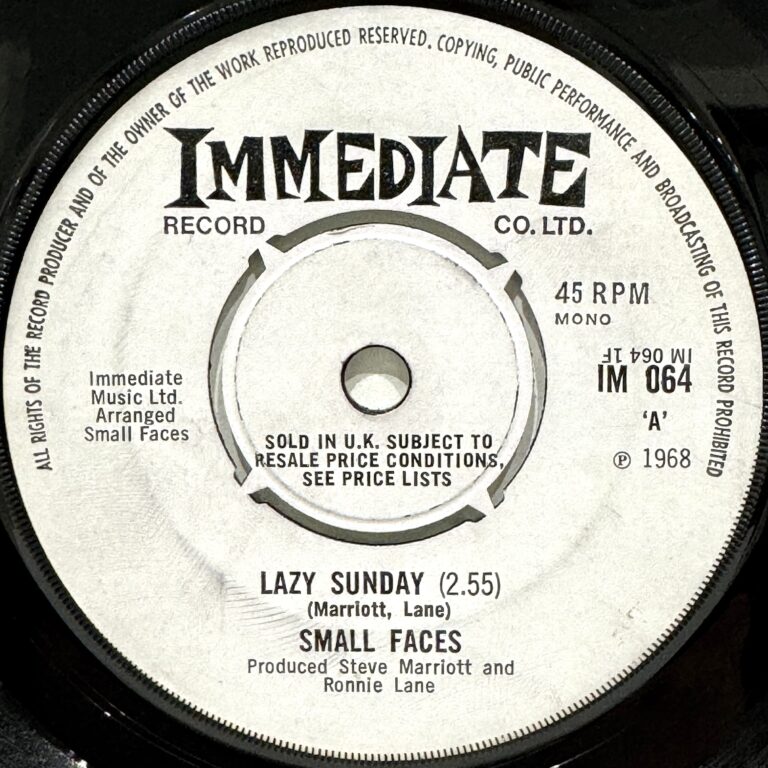 ALL RIGHTS OF THE RECORD PRODUCER AND OF THE OWNER OF THE WORK REPRODUCED RESERVED. COPYING, PUBLIC PERFORMANCE AND BROADCASTING OF THIS RECORD PROHIBITED
IMMEDIATE
RECORD CO. LTD.
45 RPM
MONO
IM 064 1F
IM 064
'A'
℗ 1968
Immediate
Music Ltd.
Arranged
Small Faces
SOLD IN U.K. SUBJECT TO
RESALE PRICE CONDITIONS,
SEE PRICE LISTS
LAZY SUNDAY (2.55)
(Marriott, Lane)
SMALL FACES
Produced Steve Marriott and
Ronnie Lane